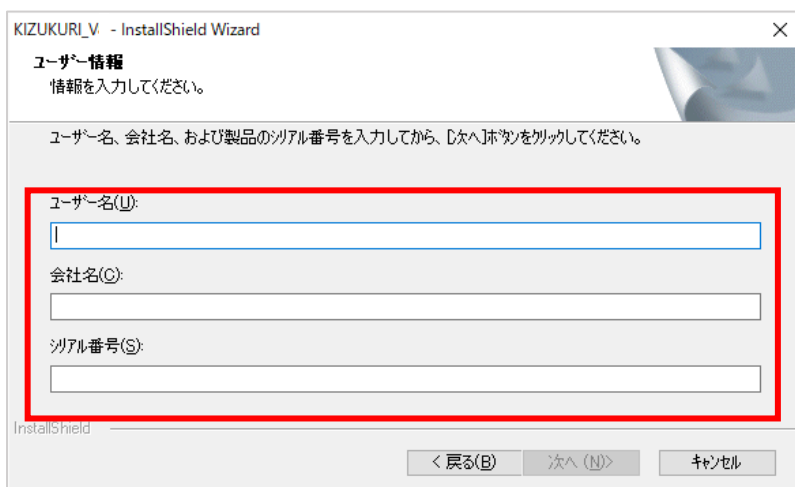 KIZUKURI_V - InstallShield Wizard
ユーザー情報
情報を入力してください。
ユーザー名、会社名、および製品のシリアル番号を入力してから、[次へ]ボタンをクリックしてください。
ユーザー名(U):
会社名(C):
シリアル番号(S):
InstallShield
< 戻る(B)
次へ (N)>
キャンセル